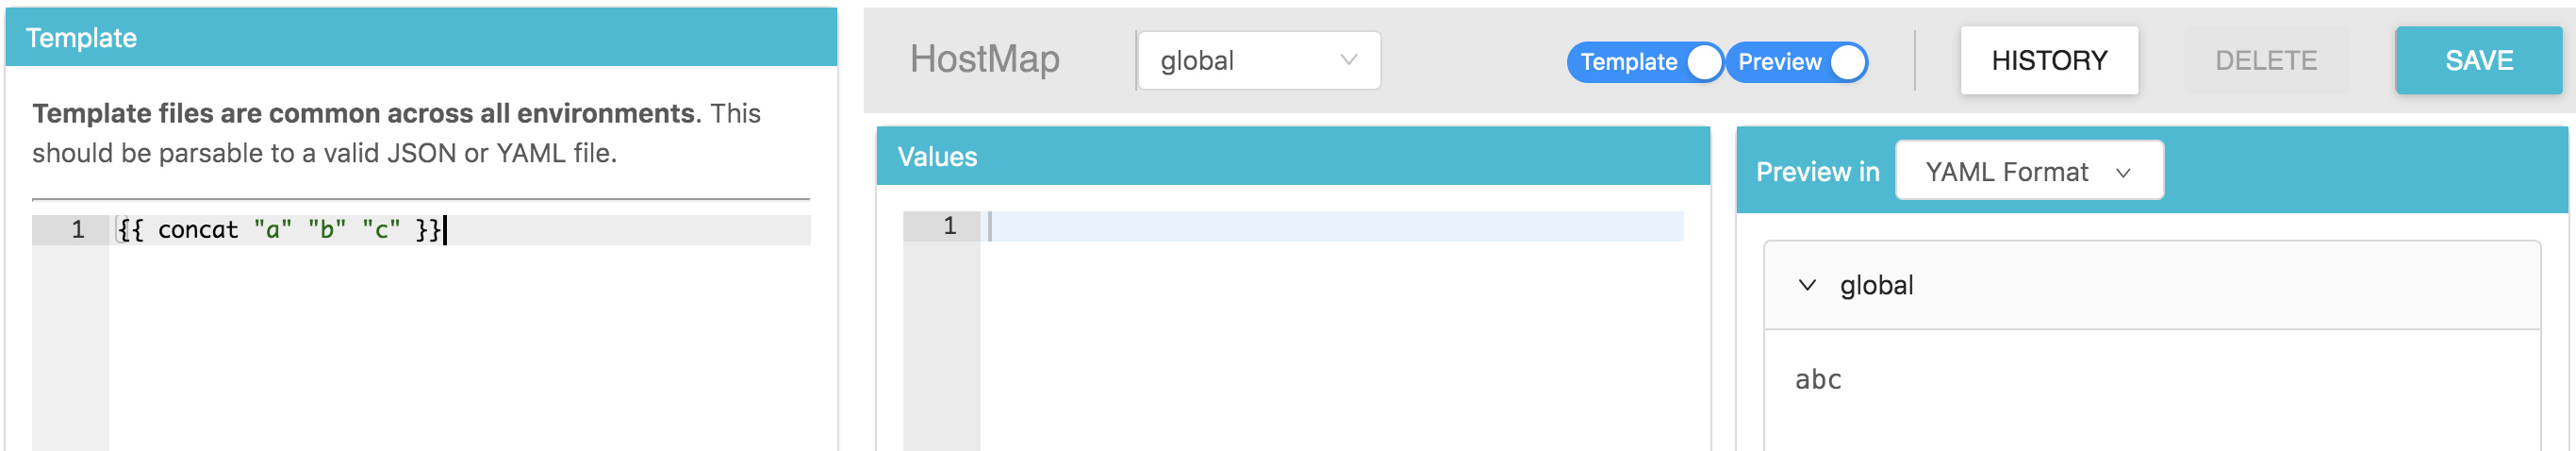 Template
Template files are common across all environments. This
should be parsable to a valid JSON or YAML file.
1 {{ concat "a" "b" "c" }}
HostMap global Template Preview HISTORY DELETE SAVE
Values
1
Preview in YAML Format
global
abc